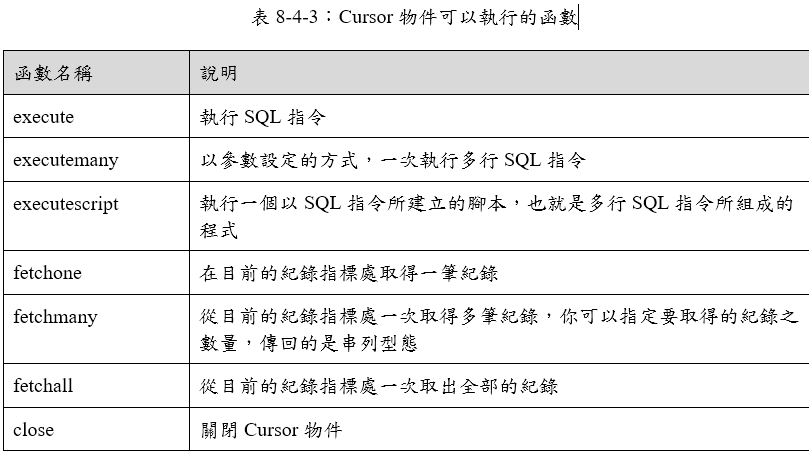 表 8-4-3：Cursor 物件可以執行的函數
函數名稱 說明
execute 執行 SQL 指令
executemany 以參數設定的方式，一次執行多行 SQL 指令
executescript 執行一個以 SQL 指令所建立的腳本，也就是多行 SQL 指令所組成的
程式
fetchone 在目前的紀錄指標處取得一筆紀錄
fetchmany 從目前的紀錄指標處一次取得多筆紀錄，你可以指定要取得的紀錄之
數量，傳回的是串列型態
fetchall 從目前的紀錄指標處一次取出全部的紀錄
close 關閉 Cursor 物件